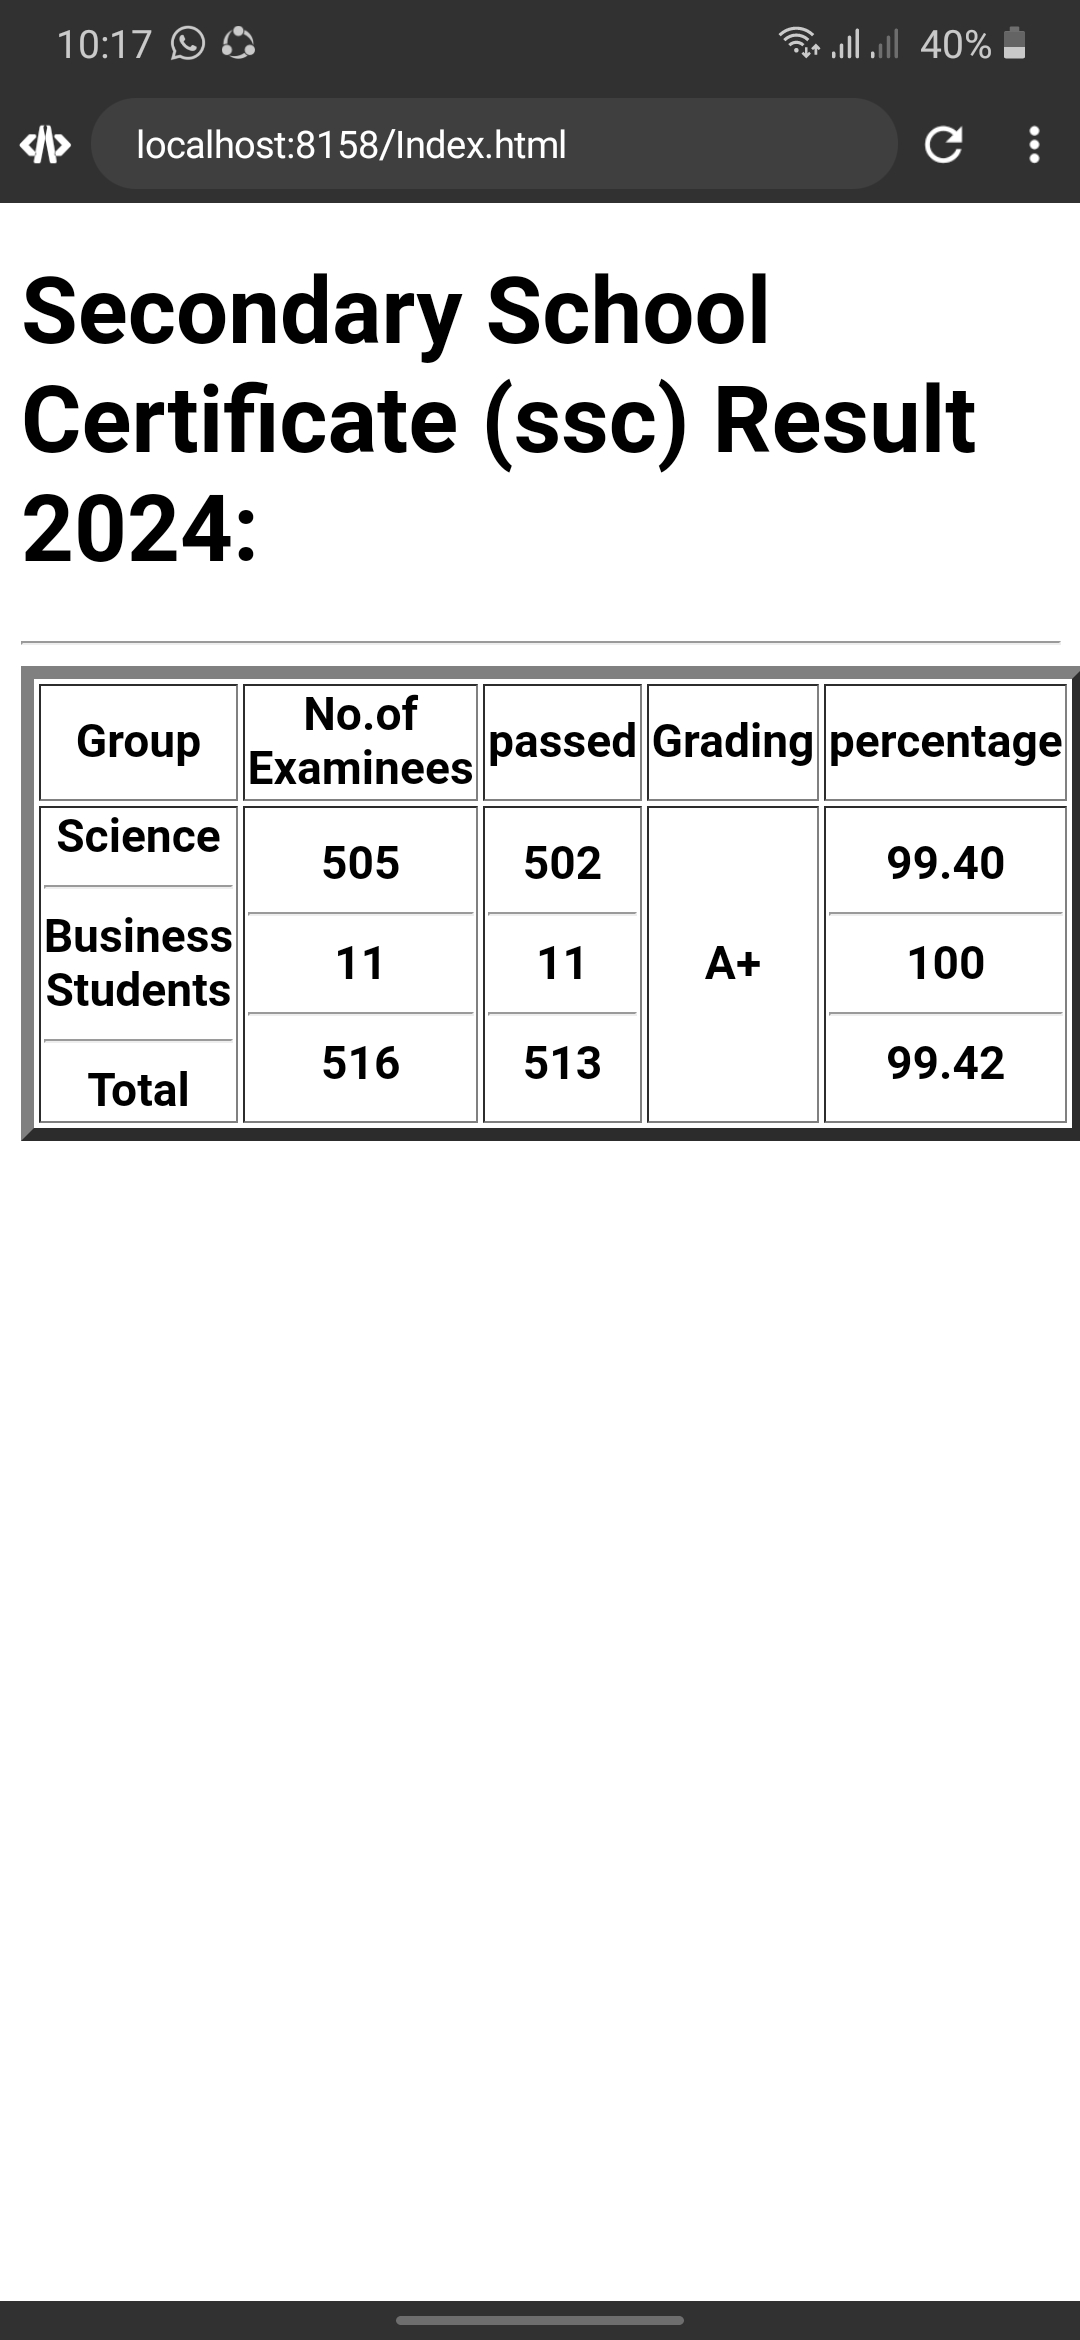 10:17
40%
localhost:8158/Index.html
Secondary School
Certificate (ssc) Result
2024:
Group No.of Examinees passed Grading percentage
Science 505 502 A+ 99.40
Business Students 11 11 100
Total 516 513 99.42